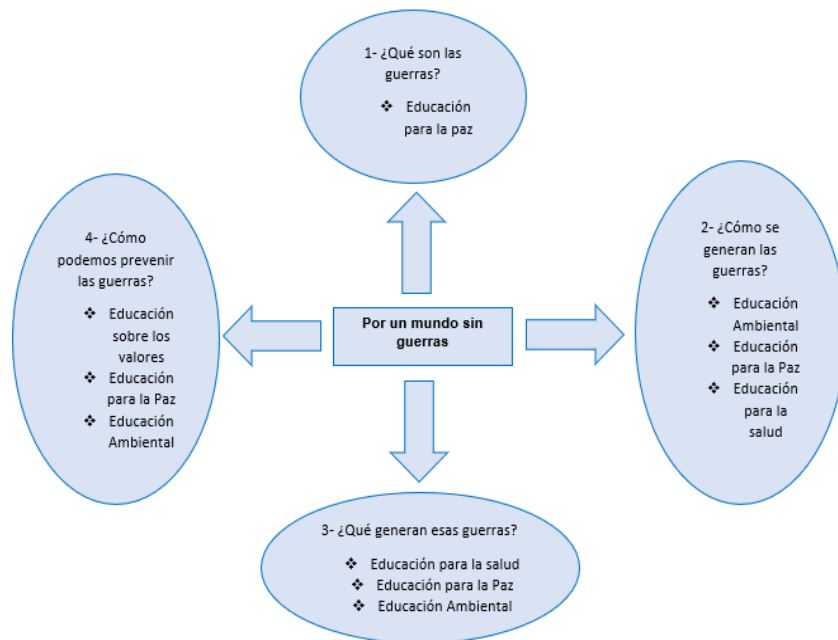 1- ¿Qué son las
guerras?
❖ Educación
para la paz
4- ¿Cómo
podemos prevenir
las guerras?
❖ Educación
sobre los
valores
❖ Educación
para la Paz
❖ Educación
Ambiental
Por un mundo sin
guerras
2- ¿Cómo se
generan las
guerras?
❖ Educación
Ambiental
❖ Educación
para la Paz
❖ Educación
para la
salud
3- ¿Qué generan esas guerras?
❖ Educación para la salud
❖ Educación para la Paz
❖ Educación Ambiental